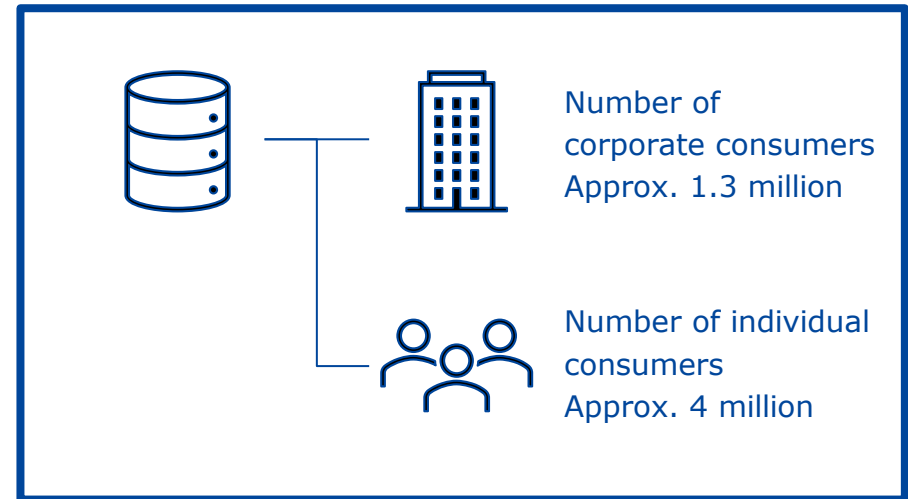 Number of
corporate consumers
Approx. 1.3 million
Number of individual
consumers
Approx. 4 million